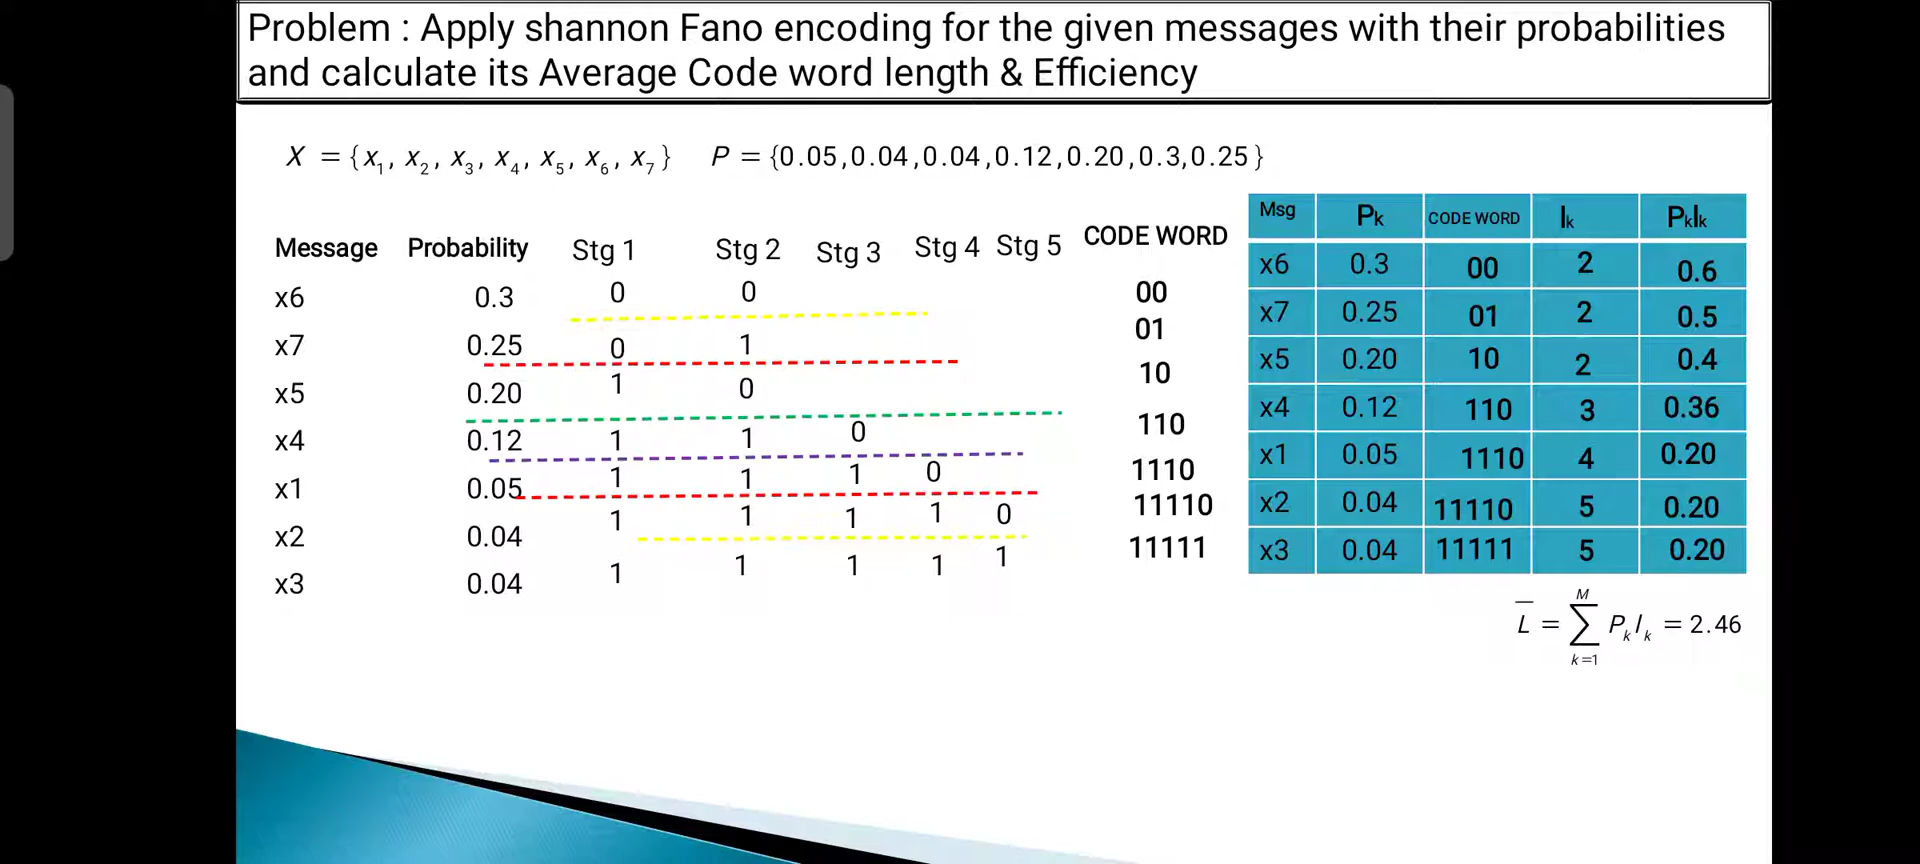 Problem : Apply shannon Fano encoding for the given messages with their probabilities
and calculate its Average Code word length & Efficiency
X = {x₁, x₂, x₃, x₄, x₅, x₆, x₇} P = {0.05,0.04,0.04,0.12,0.20,0.3,0.25}
Message Probability Stg 1 Stg 2 Stg 3 Stg 4 Stg 5 CODE WORD
x6 0.3 0 0 00
x7 0.25 0 1 01
x5 0.20 1 0 10
x4 0.12 1 1 0 110
x1 0.05 1 1 1 0 1110
x2 0.04 1 1 1 1 0 11110
x3 0.04 1 1 1 1 1 11111
Msg Pk CODE WORD lk Pklk
x6 0.3 00 2 0.6
x7 0.25 01 2 0.5
x5 0.20 10 2 0.4
x4 0.12 110 3 0.36
x1 0.05 1110 4 0.20
x2 0.04 11110 5 0.20
x3 0.04 11111 5 0.20
L̅ = ∑ₖ₌₁ᴹ Pₖlₖ = 2.46